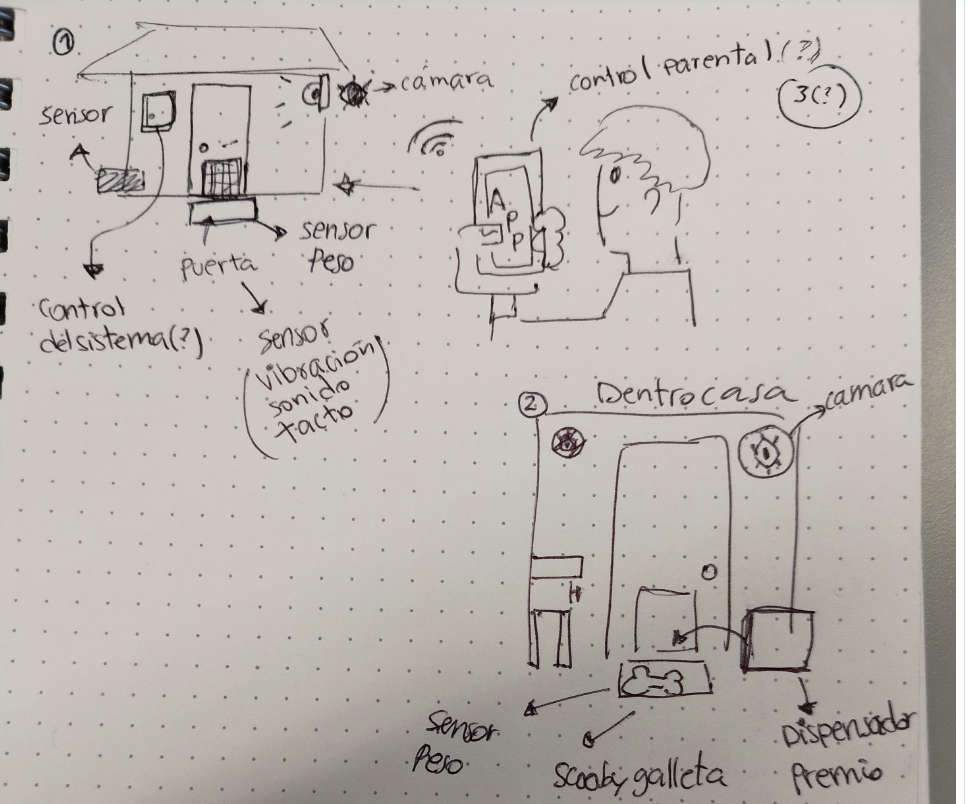 1
cámara
sensor
control parental (?)
3(?)
App
sensor
Peso
puerta
control
del sistema(?)
sensor
(vibración
sonido
tacto)
2
Dentro casa
camara
sensor
Peso
Scooby galleta
Dispensador
Premio